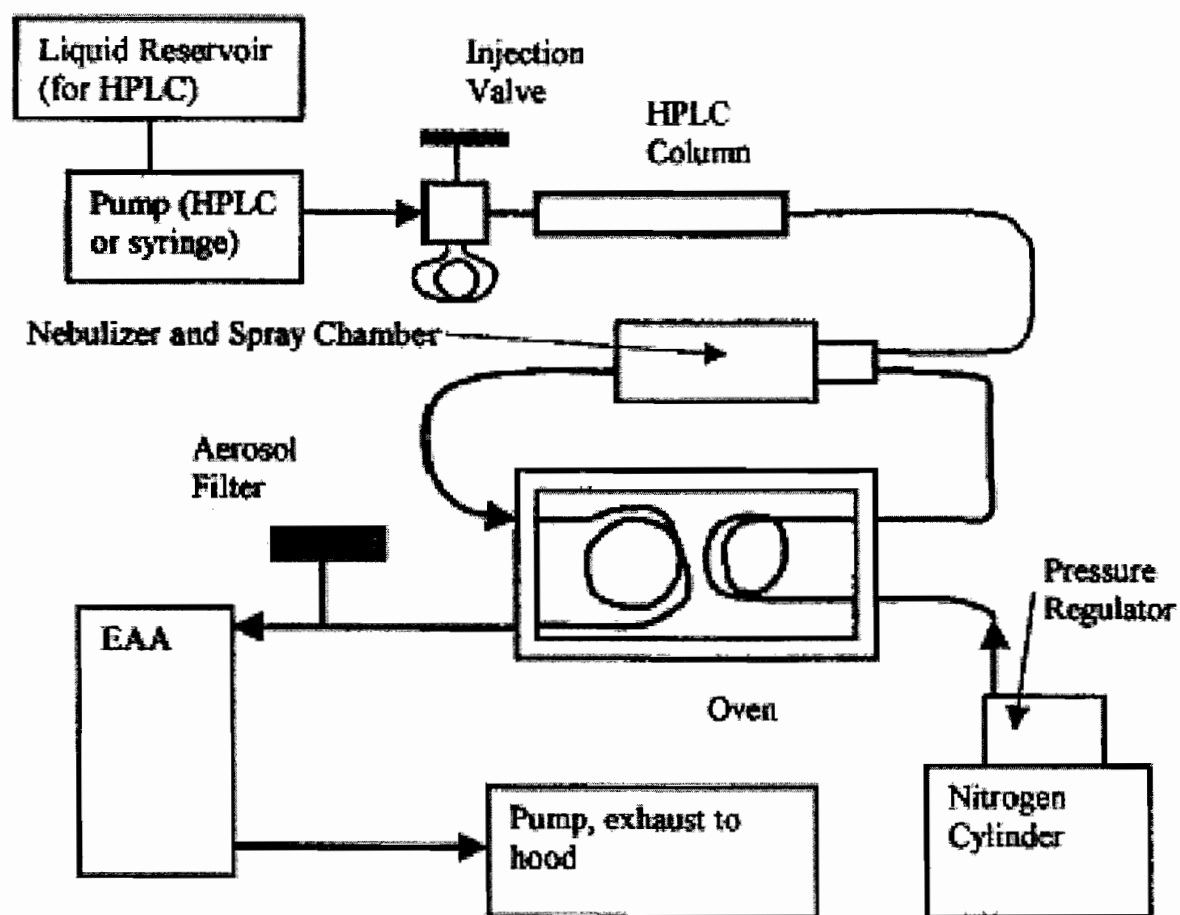 Liquid Reservoir
(for HPLC)
Injection
Valve
HPLC
Column
Pump (HPLC
or syringe)
Nebulizer and Spray Chamber
Aerosol
Filter
Pressure
Regulator
EAA
Oven
Pump, exhaust to
hood
Nitrogen
Cylinder